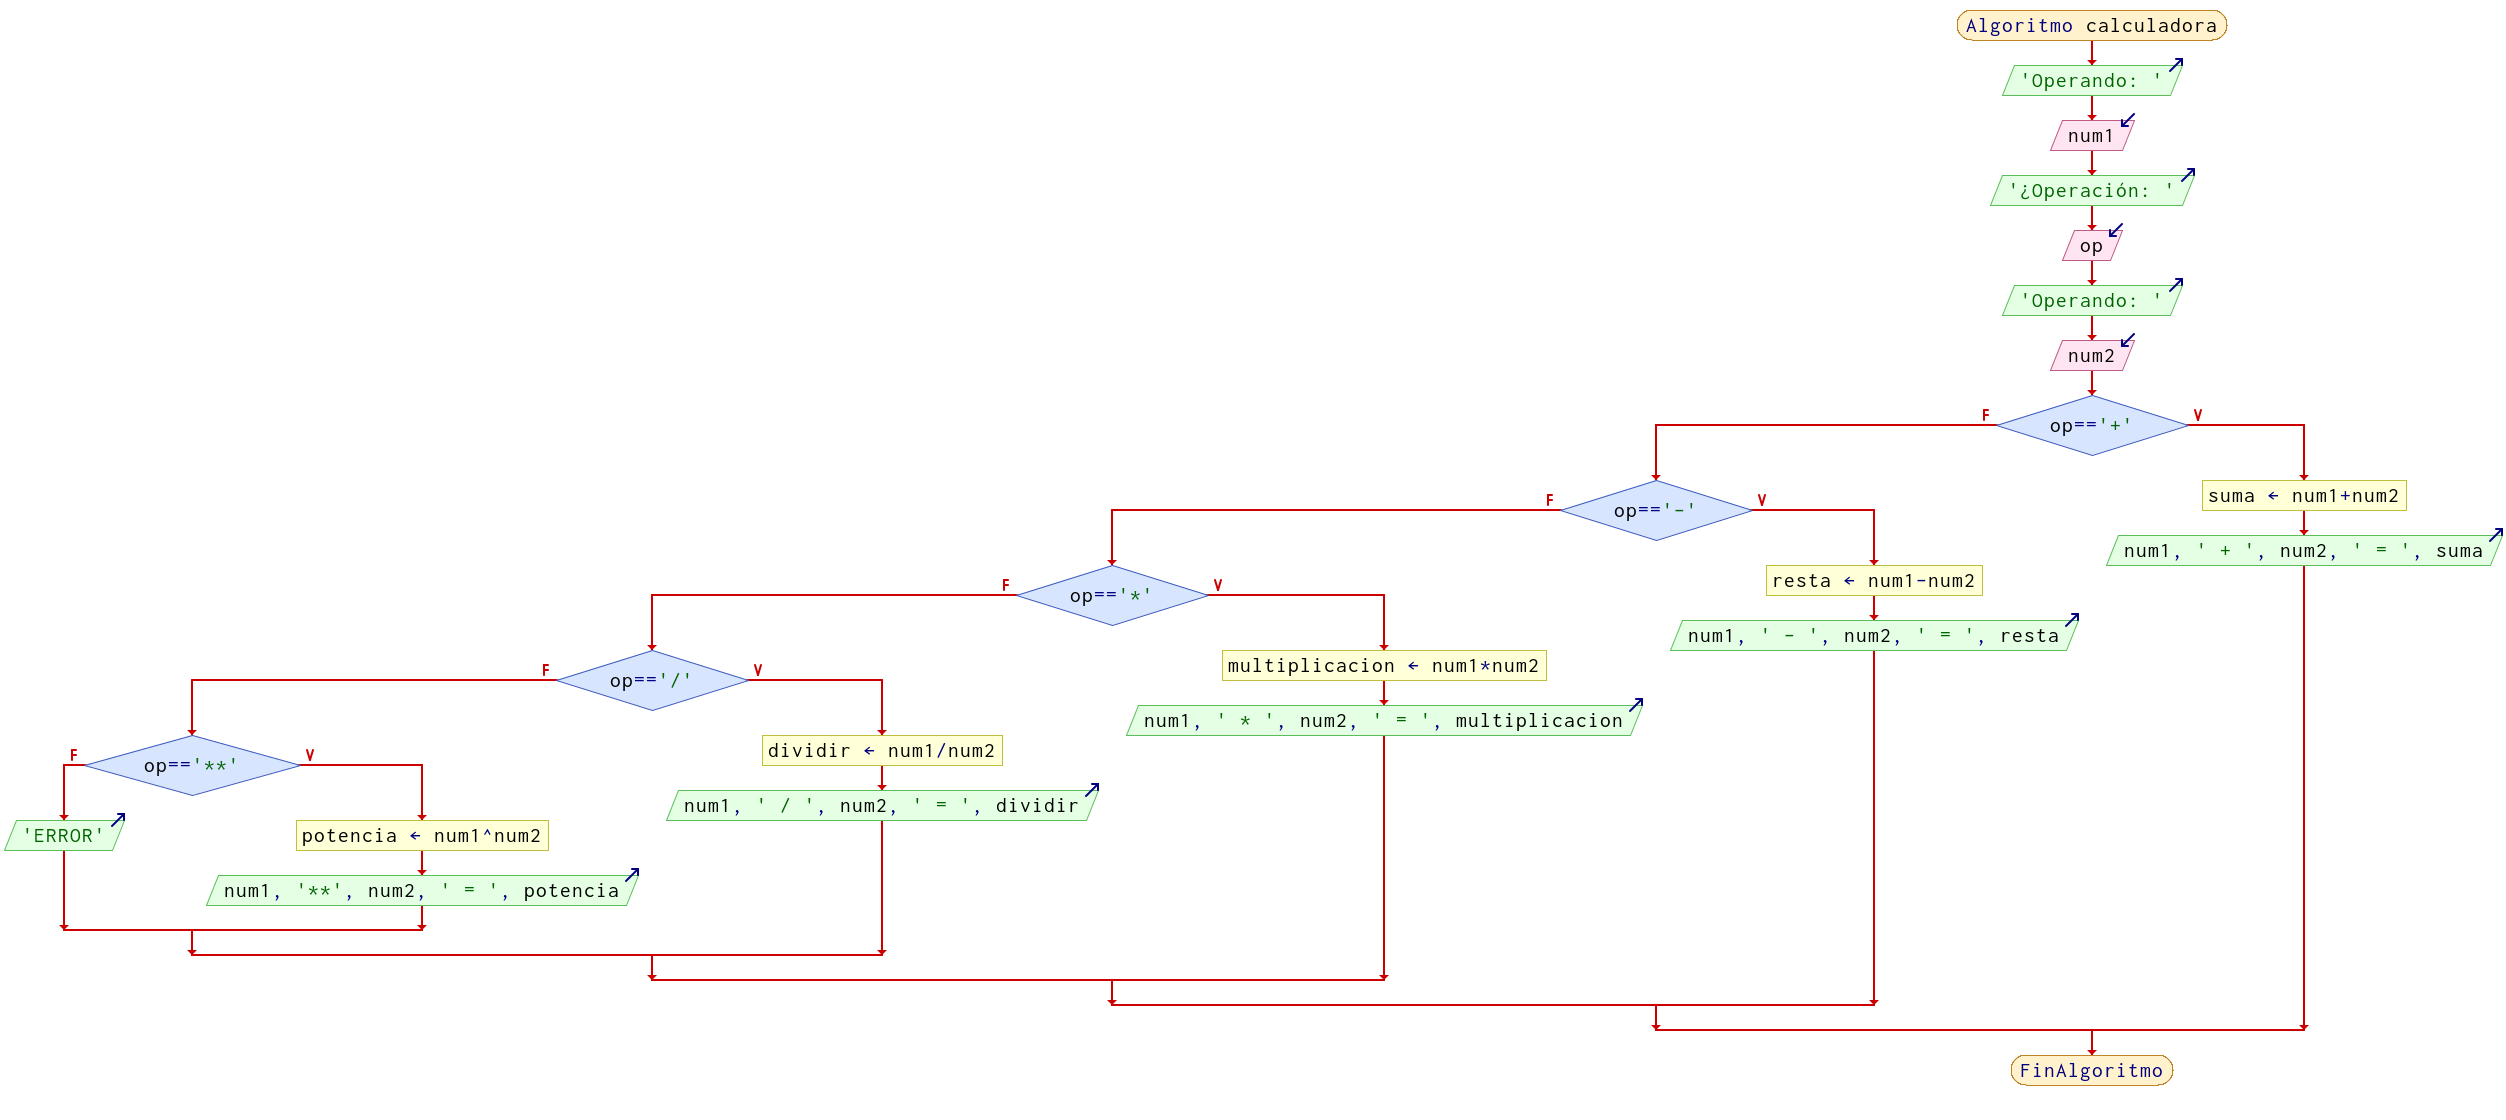 Algoritmo calculadora
'Operando: '
num1
'¿Operación: '
op
'Operando: '
num2
op=='+'
F
V
suma ← num1+num2
num1, ' + ', num2, ' = ', suma
op=='-'
F
V
resta ← num1-num2
num1, ' - ', num2, ' = ', resta
op=='*'
F
V
multiplicacion ← num1*num2
num1, ' * ', num2, ' = ', multiplicacion
op=='/'
F
V
dividir ← num1/num2
num1, ' / ', num2, ' = ', dividir
op=='**'
F
V
'ERROR'
potencia ← num1^num2
num1, '**', num2, ' = ', potencia
FinAlgoritmo